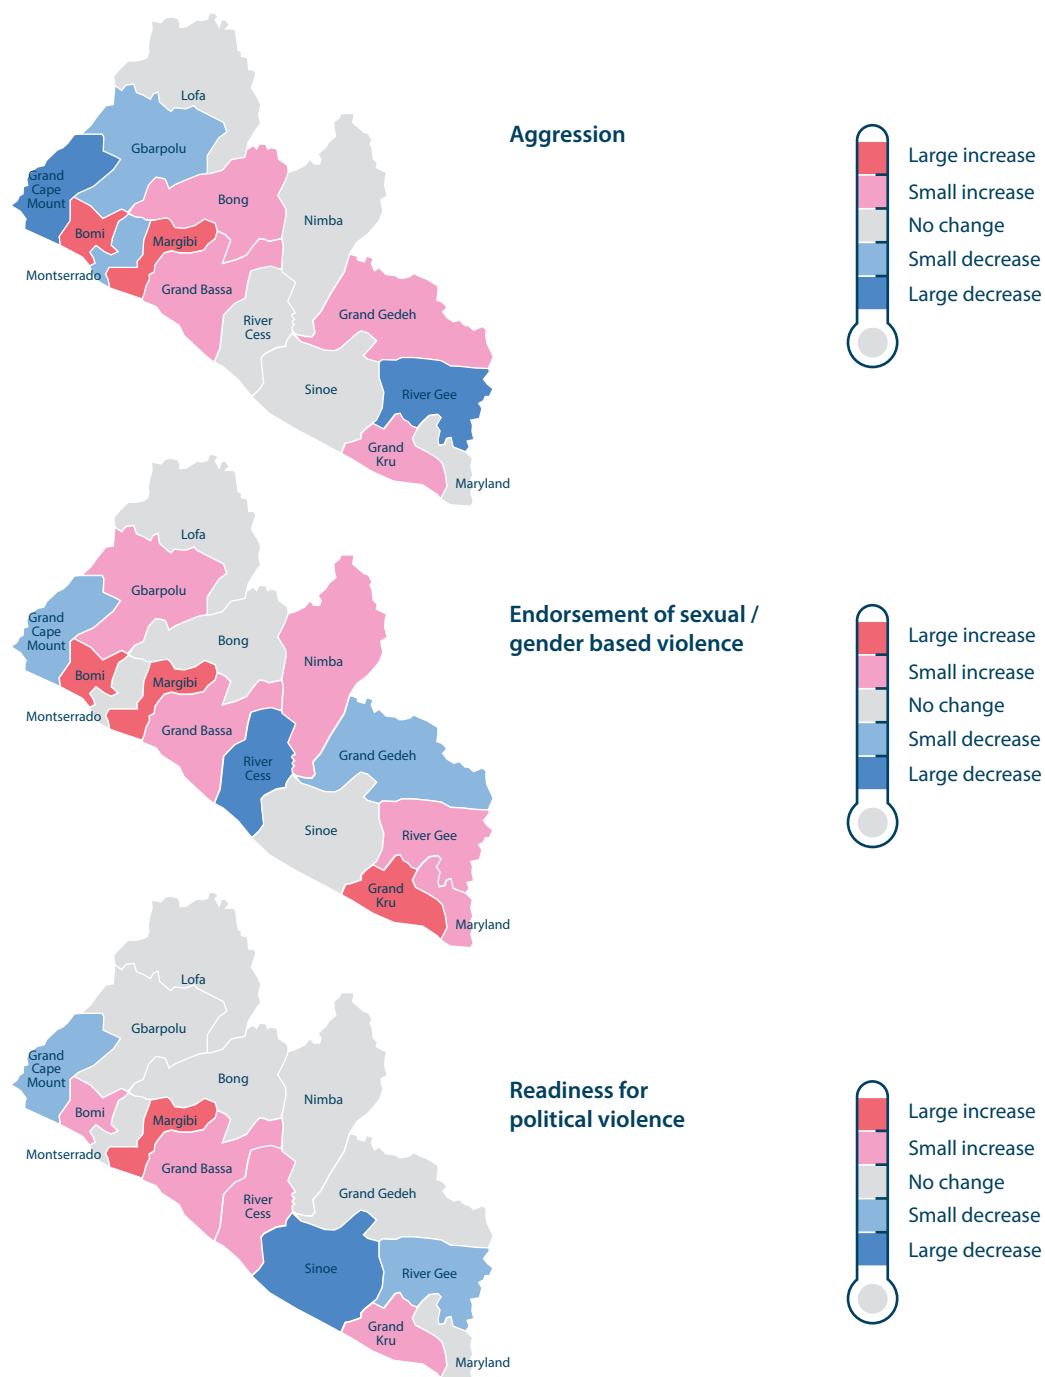 Lofa
Gbarpolu
Grand
Cape
Mount
Bong
Nimba
Bomi
Margibi
Montserrado
Grand Bassa
River
Cess
Grand Gedeh
Sinoe
River Gee
Grand
Kru
Maryland
Aggression
Large increase
Small increase
No change
Small decrease
Large decrease
Lofa
Gbarpolu
Grand
Cape
Mount
Bong
Nimba
Bomi
Margibi
Montserrado
Grand Bassa
River
Cess
Grand Gedeh
Sinoe
River Gee
Grand
Kru
Maryland
Endorsement of sexual /
gender based violence
Large increase
Small increase
No change
Small decrease
Large decrease
Lofa
Gbarpolu
Grand
Cape
Mount
Bong
Nimba
Bomi
Margibi
Montserrado
Grand Bassa
River
Cess
Grand Gedeh
Sinoe
River Gee
Grand
Kru
Maryland
Readiness for
political violence
Large increase
Small increase
No change
Small decrease
Large decrease